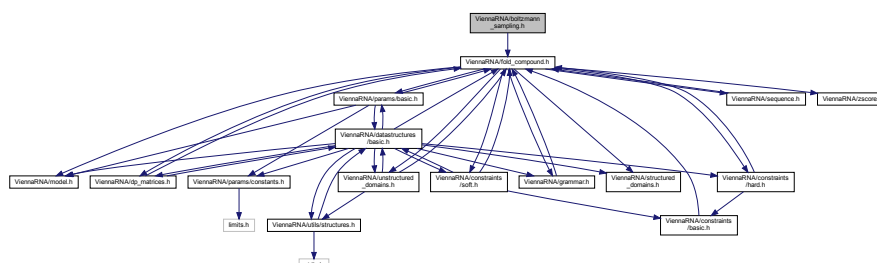 ViennaRNA/boltzmann
_sampling.h
ViennaRNA/fold_compound.h
ViennaRNA/params/basic.h
ViennaRNA/sequence.h
ViennaRNA/zscore
ViennaRNA/datastructures
/basic.h
ViennaRNA/model.h
ViennaRNA/dp_matrices.h
ViennaRNA/params/constants.h
ViennaRNA/unstructured
_domains.h
ViennaRNA/constraints
/soft.h
ViennaRNA/grammar.h
ViennaRNA/structured
_domains.h
ViennaRNA/constraints
/hard.h
limits.h
ViennaRNA/utils/structures.h
ViennaRNA/constraints
/basic.h